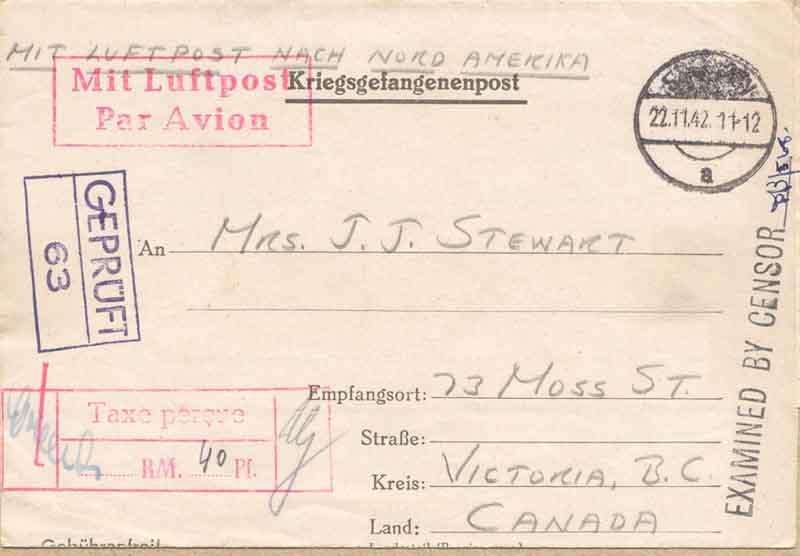 MIT LUFTPOST NACH NORD AMERIKA
Mit Luftpost
Par Avion
Kriegsgefangenenpost
22.11.42. 11-12
a
GEPRÜFT
63
An Mrs. J. J. STEWART
EXAMINED BY CENSOR
Empfangsort: 73 MOSS ST.
Taxe perçue
RM. 40 Pf.
Straße:
Kreis: VICTORIA, B.C.
Land: CANADA
Gebührenfrei